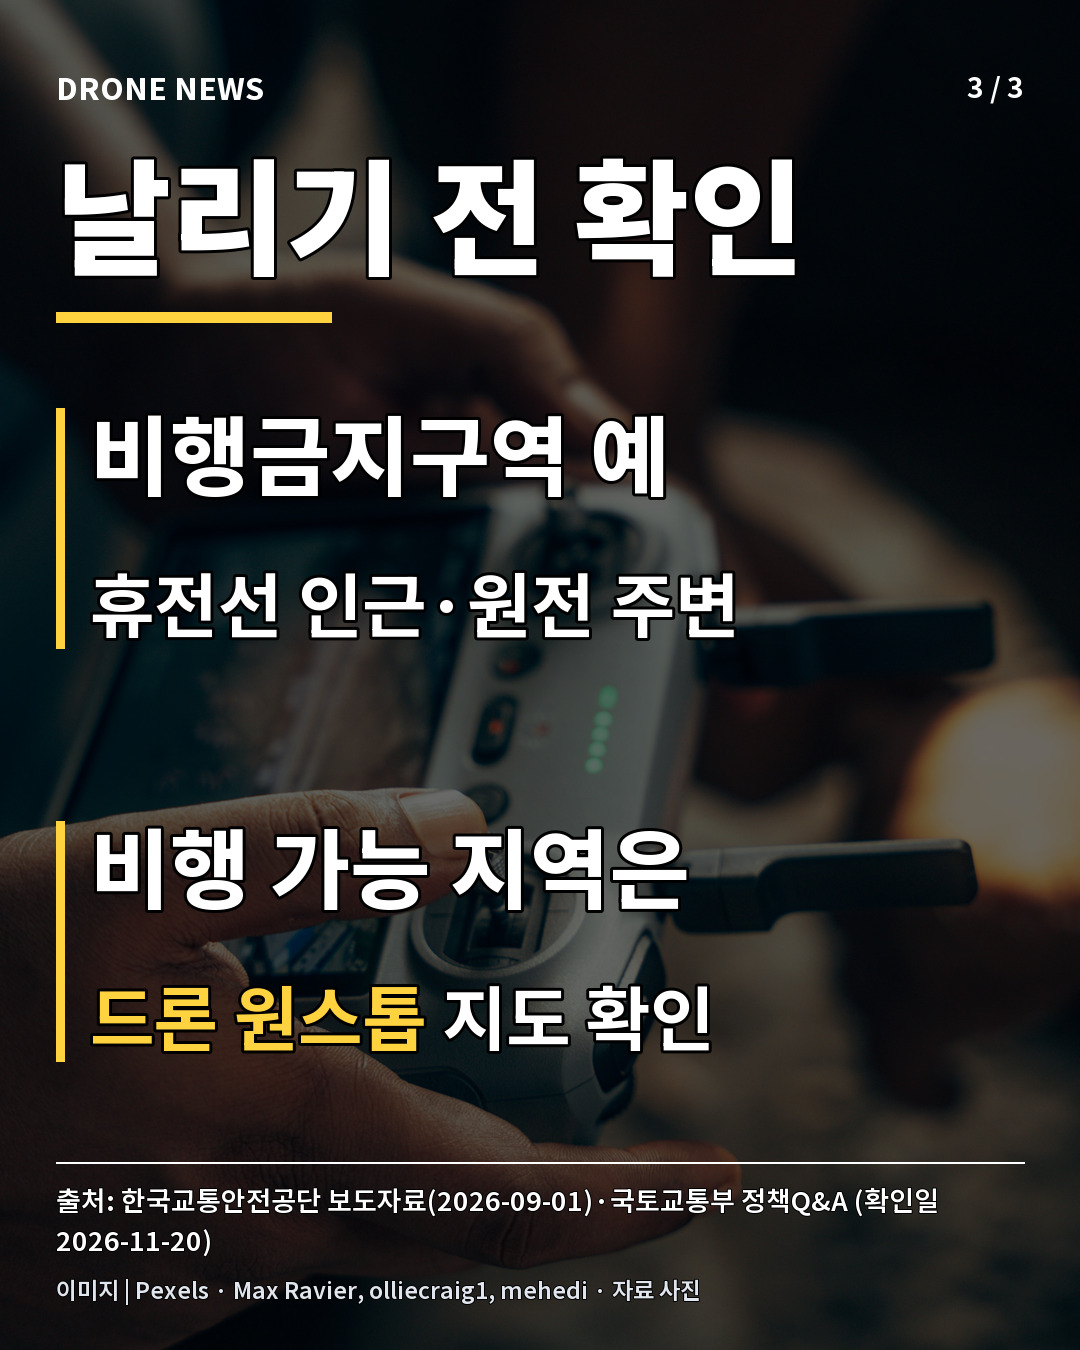 DRONE NEWS
3 / 3
날리기 전 확인
비행금지구역 예
휴전선 인근·원전 주변
비행 가능 지역은
드론 원스톱 지도 확인
출처: 한국교통안전공단 보도자료(2026-09-01)·국토교통부 정책Q&A (확인일
2026-11-20)
이미지 | Pexels · Max Ravier, olliecraig1, mehedi · 자료 사진